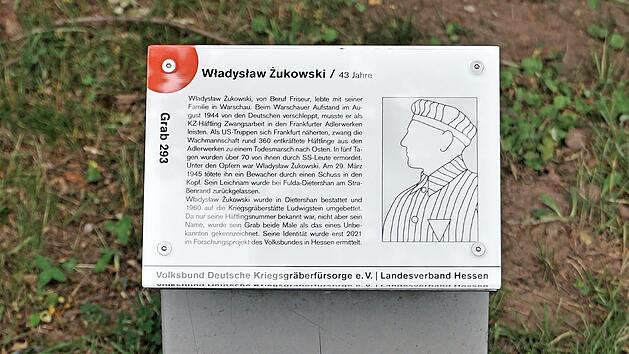 Władysław Żukowski / 43 Jahre
Grab 293
Władysław Żukowski, von Beruf Friseur, lebte mit seiner
Familie in Warschau. Beim Warschauer Aufstand im Au-
gust 1944 von den Deutschen verschleppt, musste er als
KZ-Häftling Zwangsarbeit in den Frankfurter Adlerwerken
leisten. Als US-Truppen sich Frankfurt näherten, zwang die
Wachmannschaft rund 360 entkräftete Häftlinge aus den
Adlerwerken zu einem Todesmarsch nach Osten. In fünf Ta-
gen wurden über 70 von ihnen durch SS-Leute ermordet.
Unter den Opfern war Władysław Żukowski. Am 29. März
1945 tötete ihn ein Bewacher durch einen Schuss in den
Kopf. Sein Leichnam wurde bei Fulda-Dietershan am Stra-
ßenrand zurückgelassen.
Władysław Żukowski wurde in Dietershan bestattet und
1960 auf die Kriegsgräberstätte Ludwigstein umgebettet.
Da nur seine Häftlingsnummer bekannt war, nicht aber sein
Name, wurde sein Grab beide Male als das eines Unbe-
kannten gekennzeichnet. Seine Identität wurde erst 2021
im Forschungsprojekt des Volksbundes in Hessen ermittelt.
Volksbund Deutsche Kriegsgräberfürsorge e. V. | Landesverband Hessen